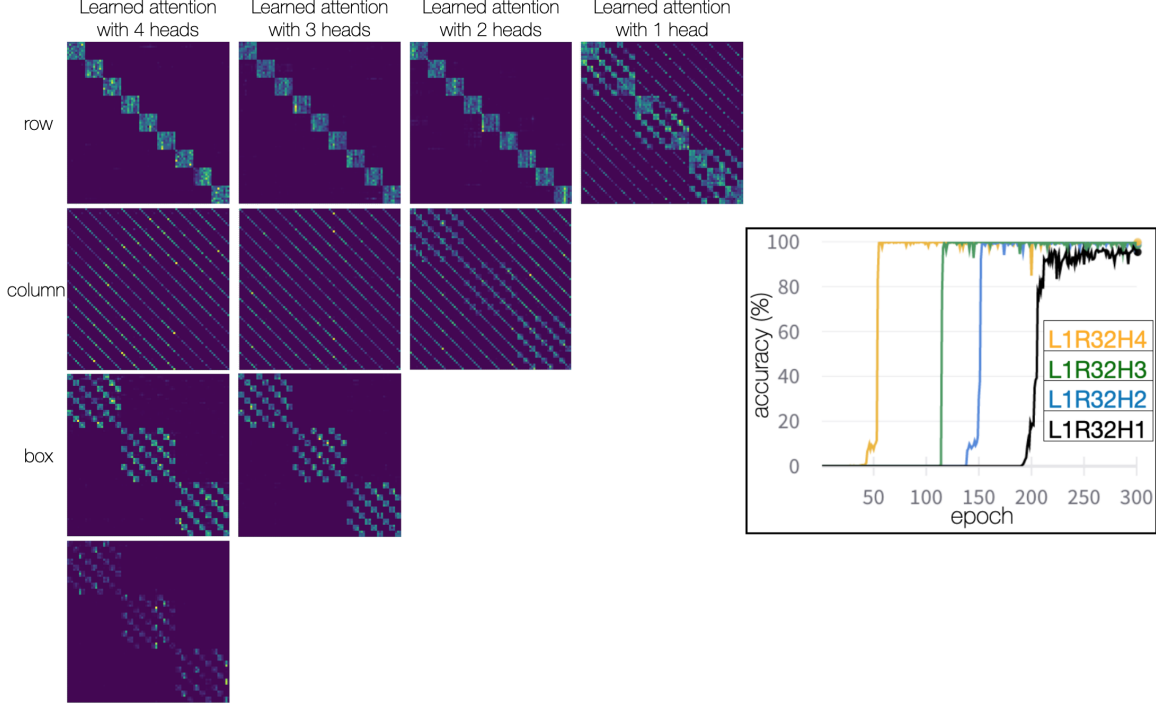 Learned attention
with 4 heads
Learned attention
with 3 heads
Learned attention
with 2 heads
Learned attention
with 1 head
row
column
box
100
80
60
40
20
0
accuracy (%)
L1R32H4
L1R32H3
L1R32H2
L1R32H1
50 100 150 200 250 300
epoch